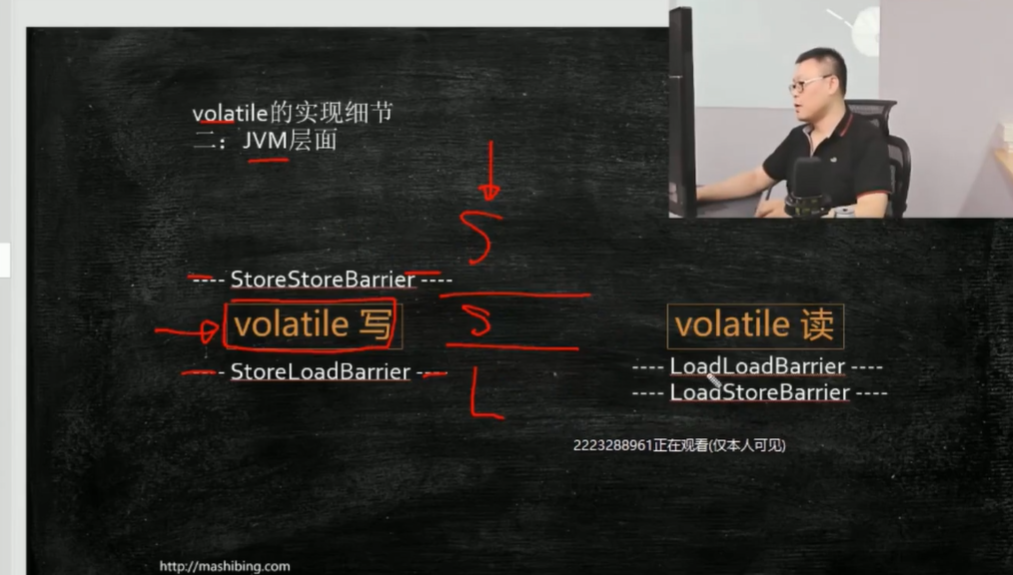 volatile的实现细节
二：JVM层面
S
---- StoreStoreBarrier ----
volatile 写
S
---- StoreLoadBarrier ----
L
volatile 读
---- LoadLoadBarrier ----
---- LoadStoreBarrier ----
2223288961正在观看(仅本人可见)
http://mashibing.com